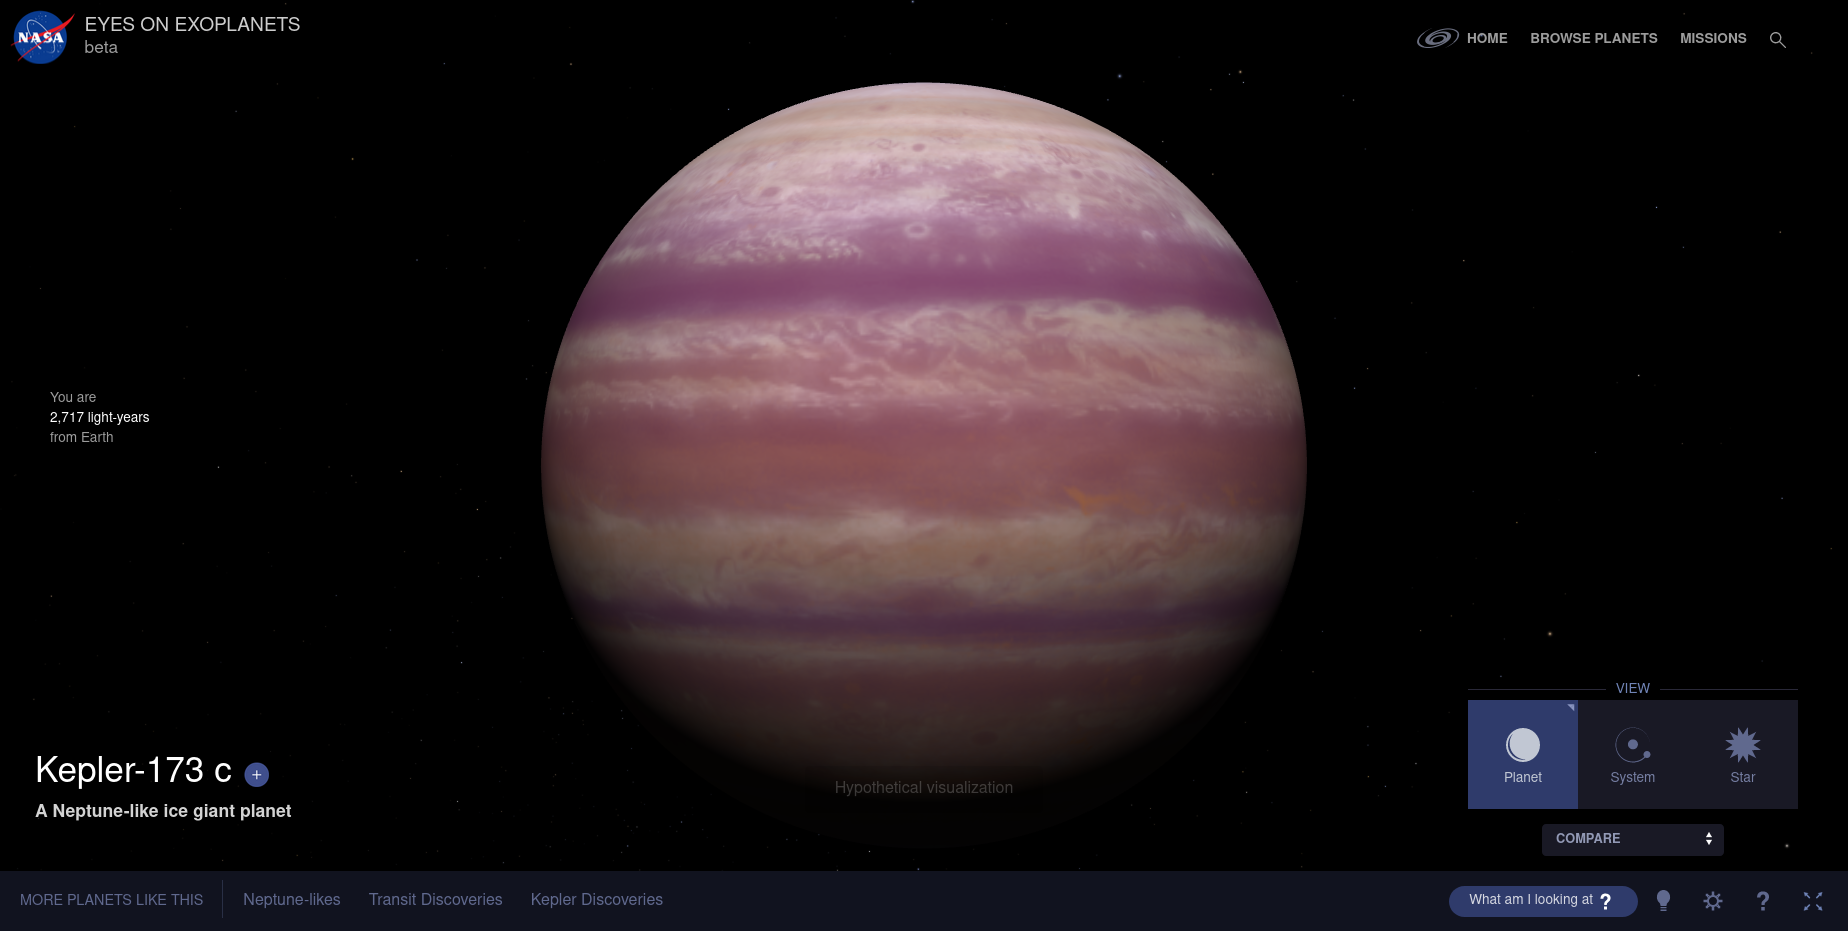 NASA
EYES ON EXOPLANETS
beta
HOME
BROWSE PLANETS
MISSIONS
You are
2,717 light-years
from Earth
Kepler-173 c +
A Neptune-like ice giant planet
Hypothetical visualization
VIEW
Planet
System
Star
COMPARE
MORE PLANETS LIKE THIS
Neptune-likes
Transit Discoveries
Kepler Discoveries
What am I looking at ?
?